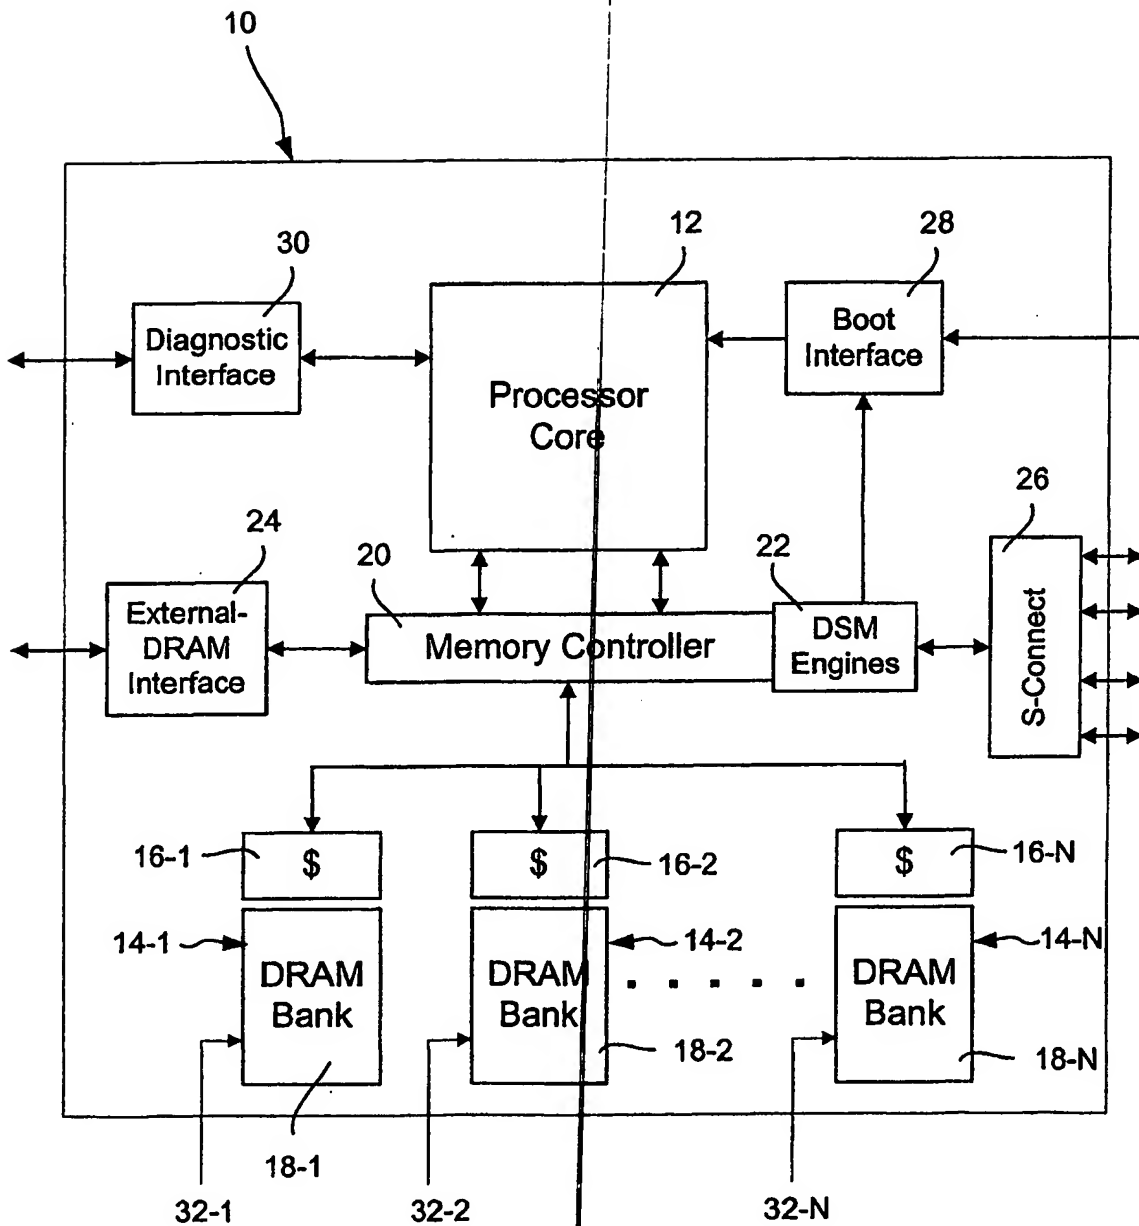 10
12
28
30
Diagnostic
Interface
Boot
Interface
Processor
Core
26
24
20
22
External-
DRAM
Interface
Memory Controller
DSM
Engines
S-Connect
16-1
$
$
16-2
$
16-N
14-1
DRAM
Bank
DRAM
Bank
14-2
DRAM
Bank
14-N
18-2
18-N
18-1
32-1
32-2
32-N